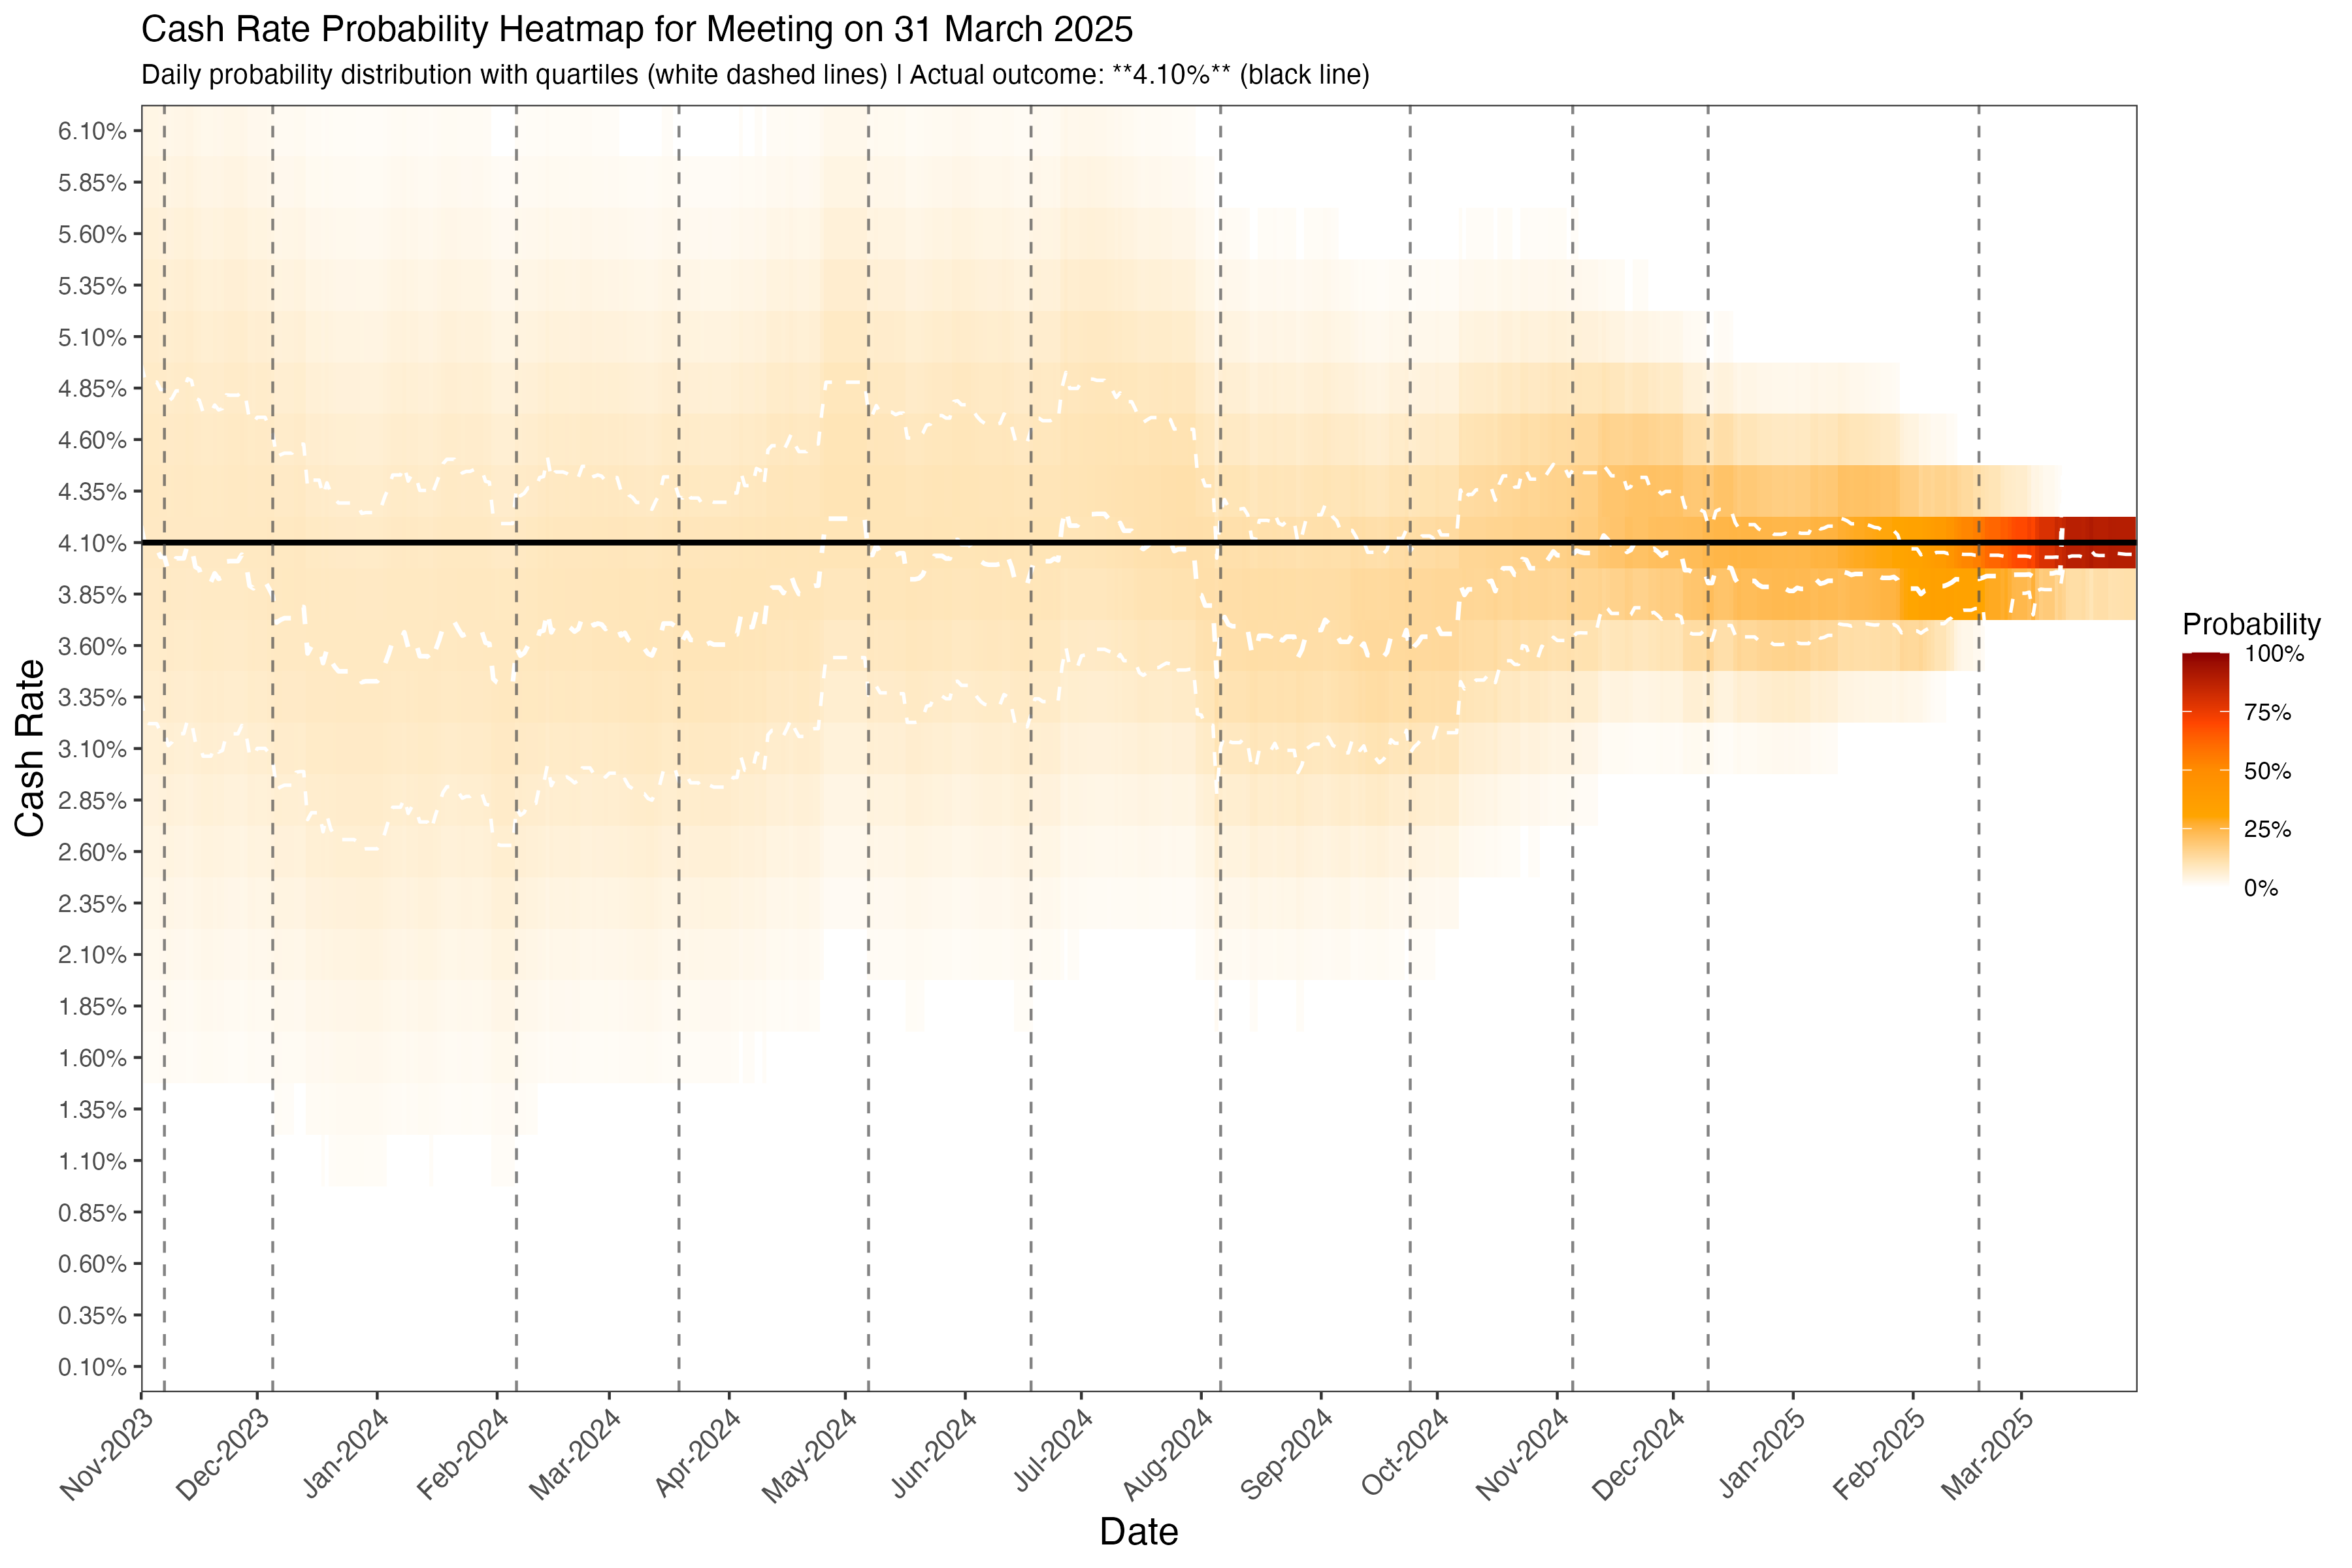 Cash Rate Probability Heatmap for Meeting on 31 March 2025
Daily probability distribution with quartiles (white dashed lines) | Actual outcome: **4.10%** (black line)
6.10%
5.85%
5.60%
5.35%
5.10%
4.85%
4.60%
4.35%
4.10%
3.85%
3.60%
3.35%
3.10%
2.85%
2.60%
2.35%
2.10%
1.85%
1.60%
1.35%
1.10%
0.85%
0.60%
0.35%
0.10%
Cash Rate
Nov-2023
Dec-2023
Jan-2024
Feb-2024
Mar-2024
Apr-2024
May-2024
Jun-2024
Jul-2024
Aug-2024
Sep-2024
Oct-2024
Nov-2024
Dec-2024
Jan-2025
Feb-2025
Mar-2025
Date
Probability
100%
75%
50%
25%
0%